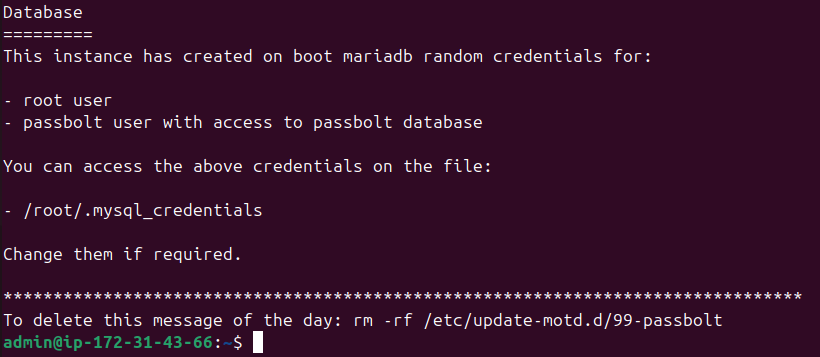 Database
=========
This instance has created on boot mariadb random credentials for:
- root user
- passbolt user with access to passbolt database
You can access the above credentials on the file:
- /root/.mysql_credentials
Change them if required.
********************************************************************************
To delete this message of the day: rm -rf /etc/update-motd.d/99-passbolt
admin@ip-172-31-43-66:~$